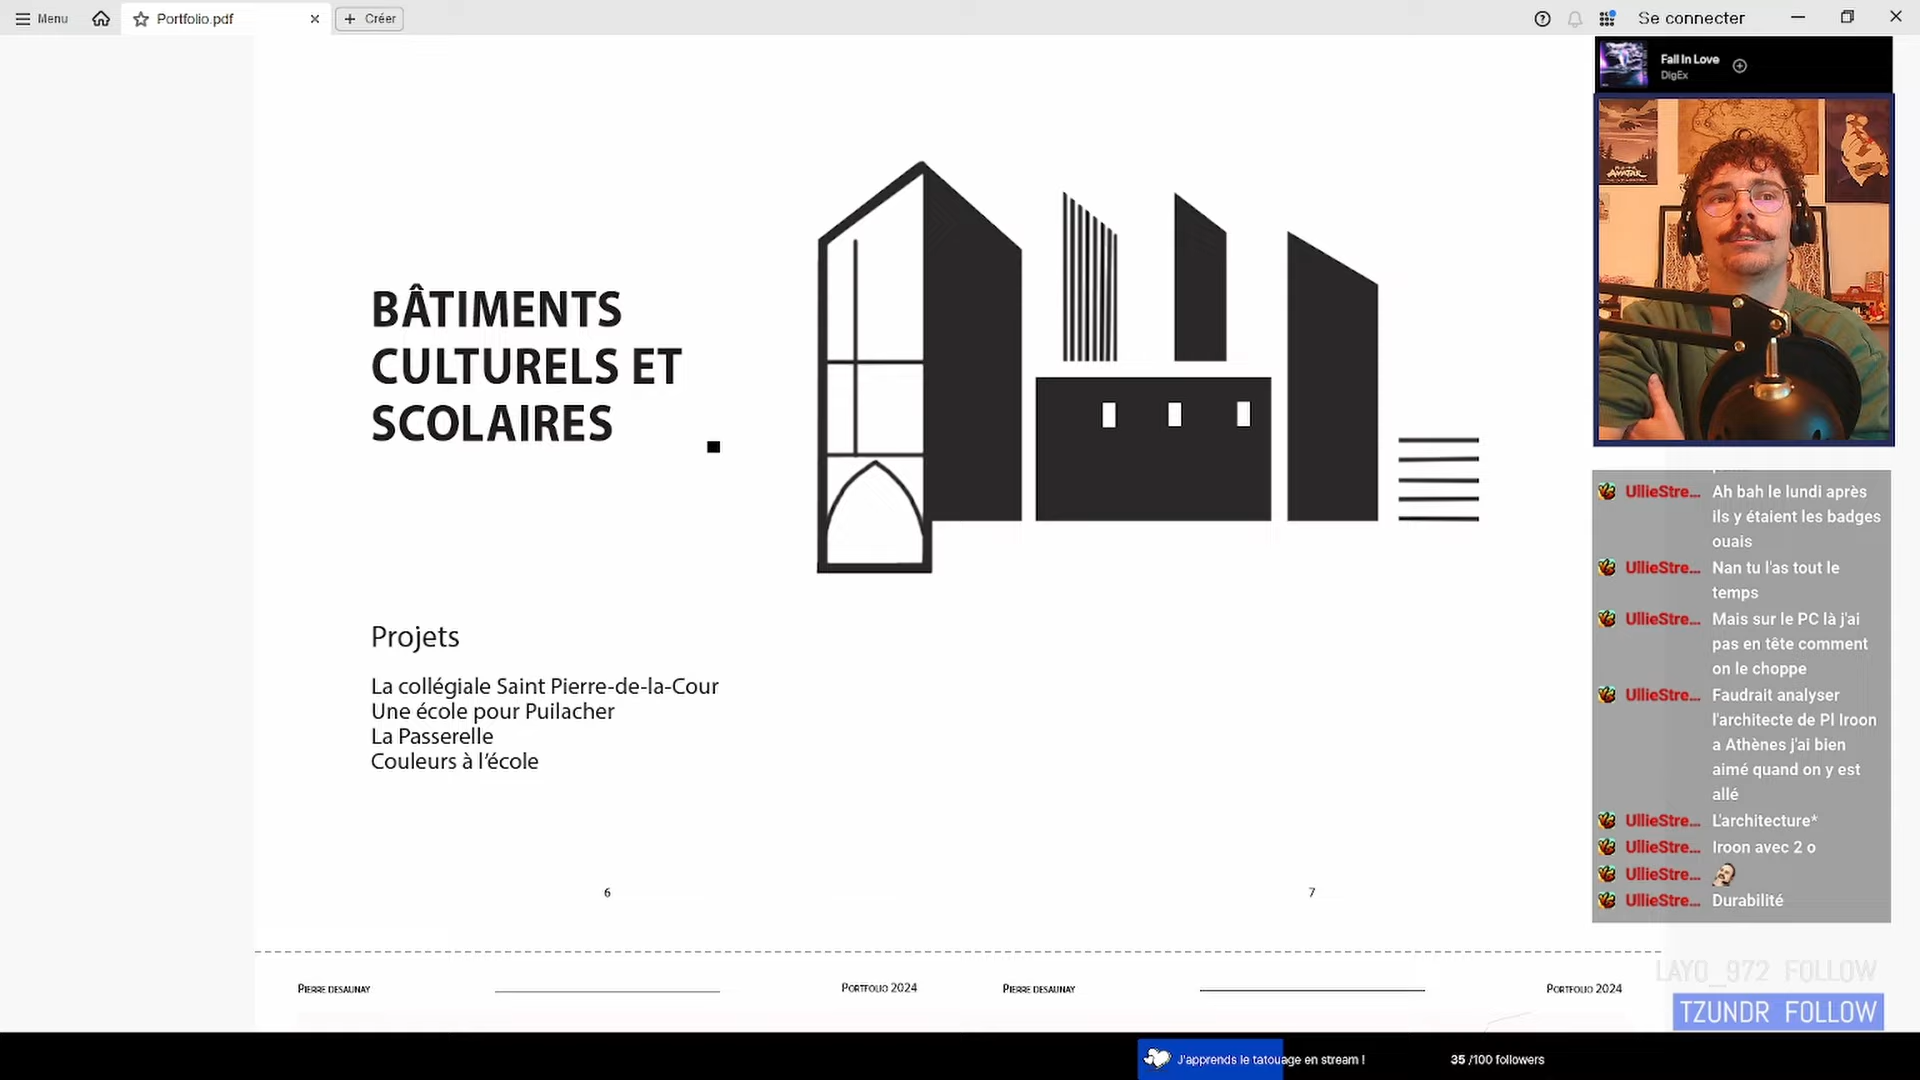 Menu
Portfolio.pdf
Créer
Se connecter
Fall In Love
DigEx
AVATAR
BÂTIMENTS
CULTURELS ET
SCOLAIRES
Projets
La collégiale Saint Pierre-de-la-Cour
Une école pour Puilacher
La Passerelle
Couleurs à l’école
6
7
UllieStre... Ah bah le lundi après
ils y étaient les badges
ouais
UllieStre... Nan tu l'as tout le
temps
UllieStre... Mais sur le PC là j'ai
pas en tête comment
on le choppe
UllieStre... Faudrait analyser
l'architecte de Pl Iroon
a Athènes j'ai bien
aimé quand on y est
allé
UllieStre... L'architecture*
UllieStre... Iroon avec 2 o
UllieStre...
UllieStre... Durabilité
PIERRE DESAUNAY
PORTFOLIO 2024
PIERRE DESAUNAY
PORTFOLIO 2024
LAYO_972 FOLLOW
TZUNDR FOLLOW
J'apprends le tatouage en stream !
35 /100 followers